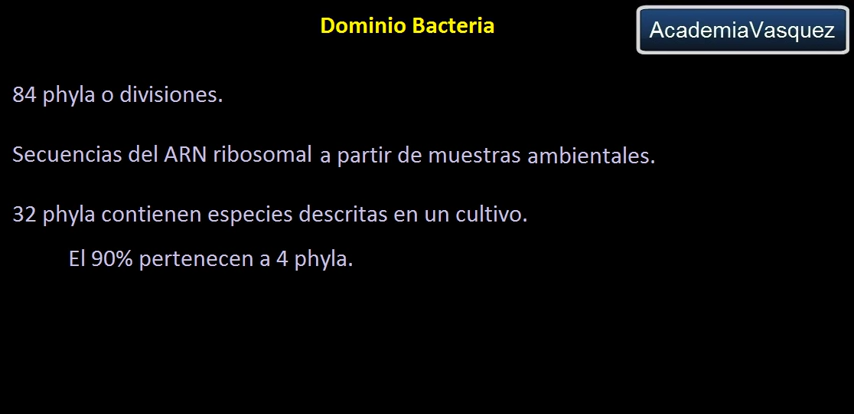 Dominio Bacteria
AcademiaVasquez
84 phyla o divisiones.
Secuencias del ARN ribosomal a partir de muestras ambientales.
32 phyla contienen especies descritas en un cultivo.
El 90% pertenecen a 4 phyla.